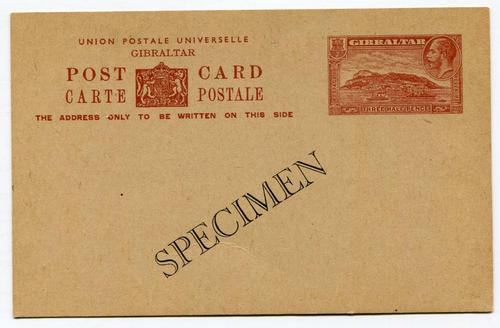 UNION POSTALE UNIVERSELLE
GIBRALTAR
POST CARD
CARTE POSTALE
THE ADDRESS ONLY TO BE WRITTEN ON THIS SIDE
GIBRALTAR
THREE HALFPENCE
SPECIMEN